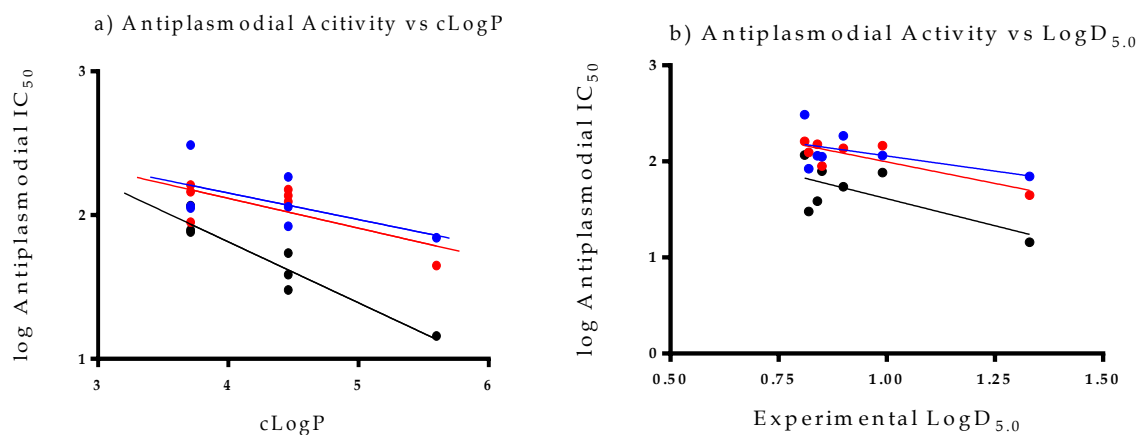 a) Antiplasmodial Acitivity vs cLogP
log Antiplasmodial IC50
3
2
1
3 4 5 6
cLogP
b) Antiplasmodial Activity vs LogD5.0
log Antiplasmodial IC50
3
2
1
0
0.50 0.75 1.00 1.25 1.50
Experimental LogD5.0